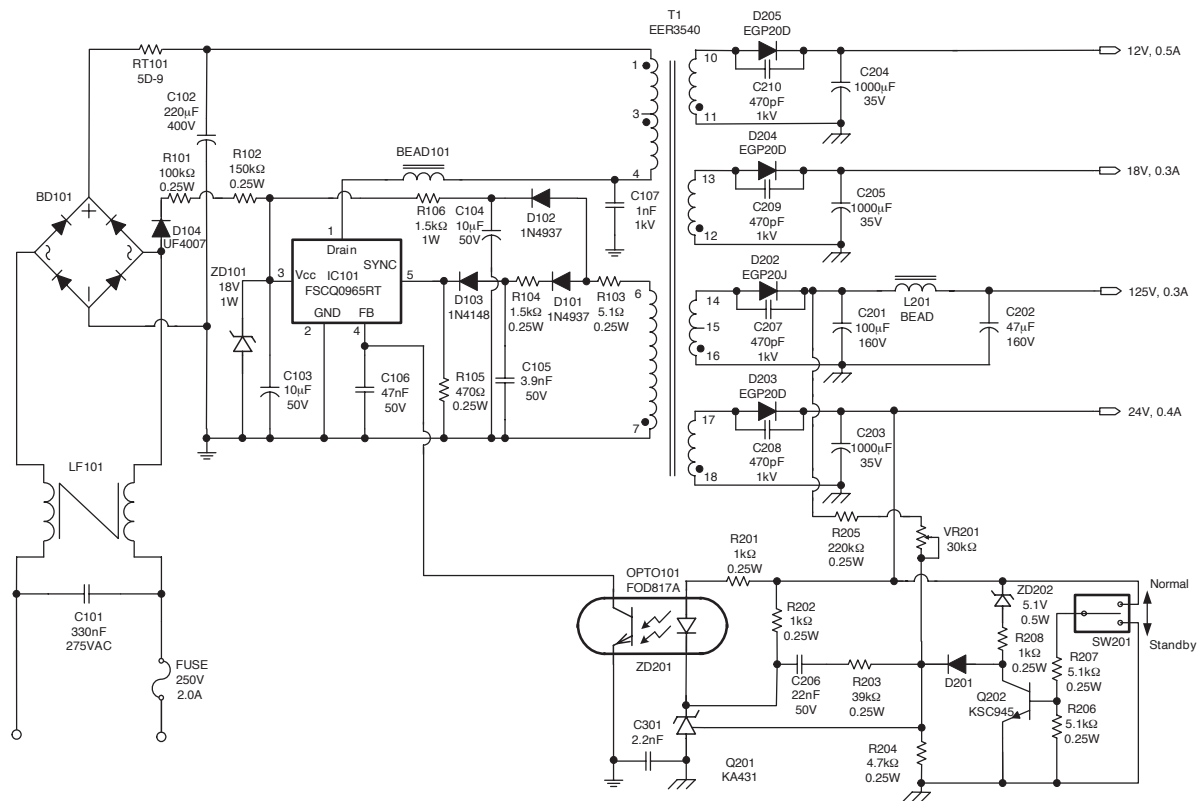 T1
EER3540
RT101
5D-9
C102
220µF
400V
R101
100kΩ
0.25W
R102
150kΩ
0.25W
BEAD101
BD101
D104
UF4007
ZD101
18V
1W
R106
1.5kΩ
1W
C104
10µF
50V
D102
1N4937
C107
1nF
1kV
1
3
4
6
7
1
Drain
3
Vcc
SYNC
5
IC101
FSCQ0965RT
GND
FB
2
4
D103
1N4148
R104
1.5kΩ
0.25W
D101
1N4937
R103
5.1Ω
0.25W
C103
10µF
50V
C106
47nF
50V
R105
470Ω
0.25W
C105
3.9nF
50V
LF101
C101
330nF
275VAC
FUSE
250V
2.0A
10
11
D205
EGP20D
C210
470pF
1kV
C204
1000µF
35V
12V, 0.5A
13
12
D204
EGP20D
C209
470pF
1kV
C205
1000µF
35V
18V, 0.3A
14
15
16
D202
EGP20J
C207
470pF
1kV
C201
100µF
160V
L201
BEAD
C202
47µF
160V
125V, 0.3A
17
18
D203
EGP20D
C208
470pF
1kV
C203
1000µF
35V
24V, 0.4A
R205
220kΩ
0.25W
VR201
30kΩ
OPTO101
FOD817A
R201
1kΩ
0.25W
R202
1kΩ
0.25W
ZD201
C206
22nF
50V
R203
39kΩ
0.25W
D201
ZD202
5.1V
0.5W
R208
1kΩ
0.25W
Q202
KSC945
R207
5.1kΩ
0.25W
R206
5.1kΩ
0.25W
Normal
SW201
Standby
C301
2.2nF
Q201
KA431
R204
4.7kΩ
0.25W